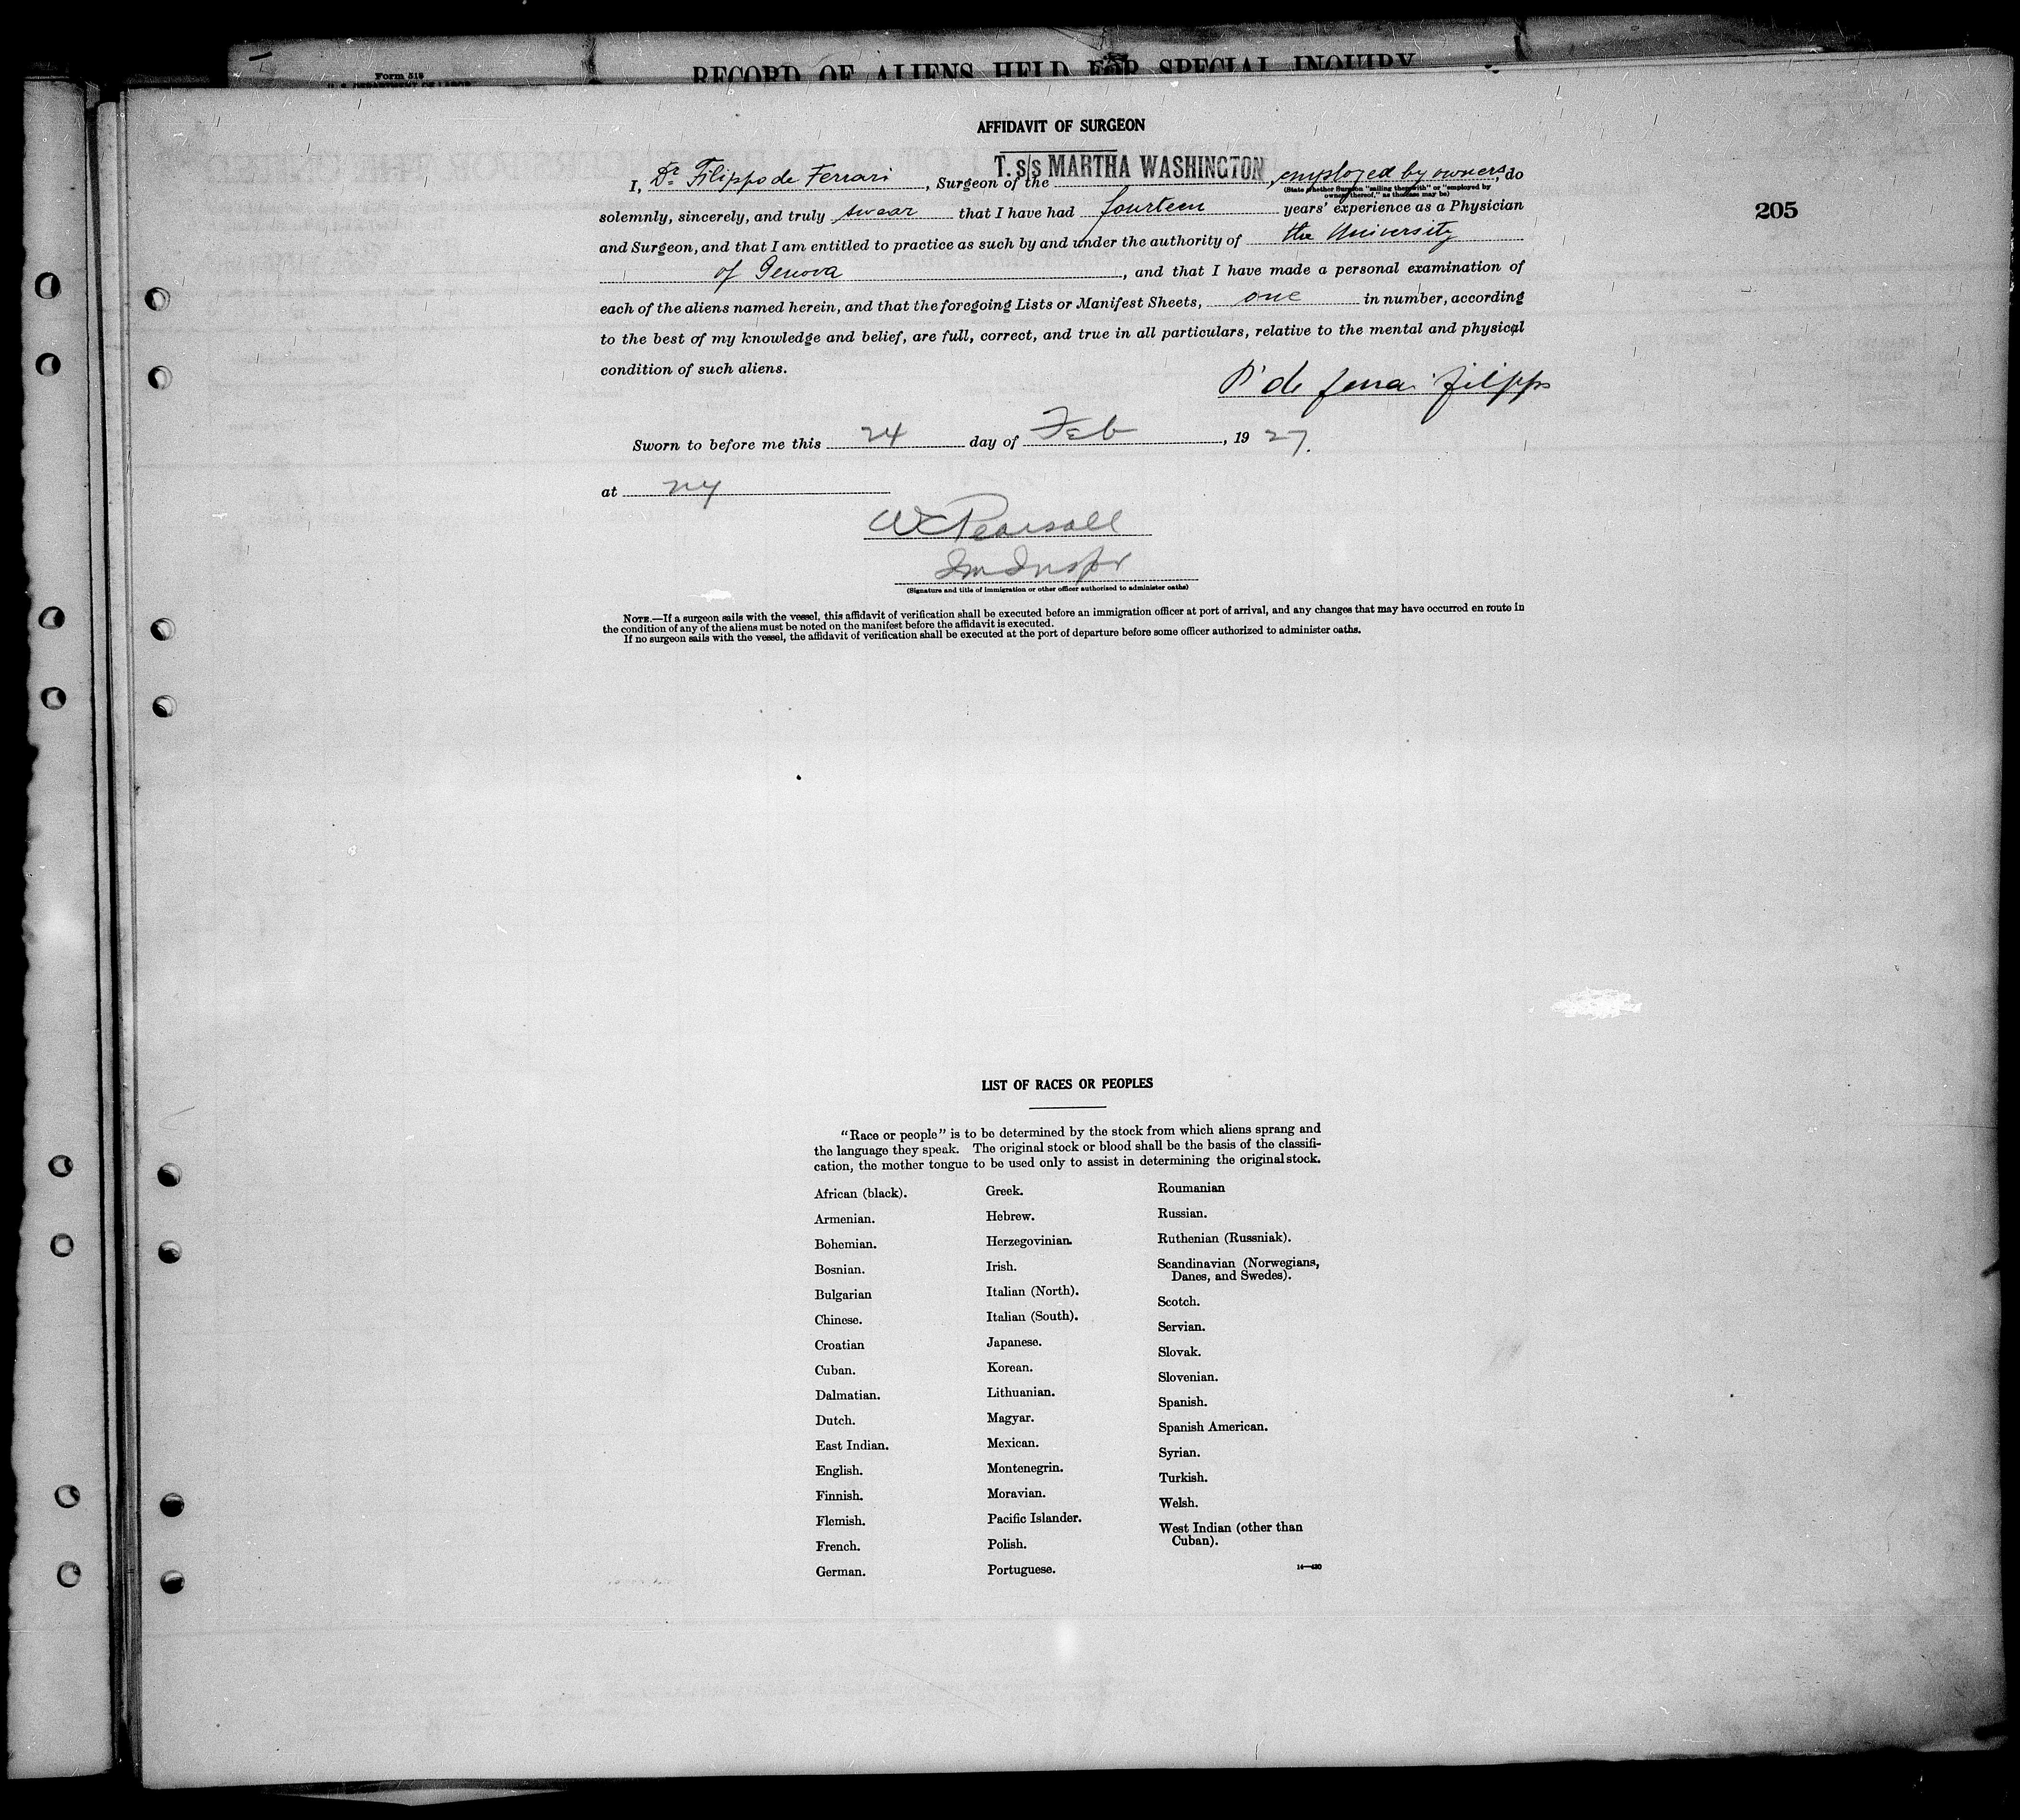 Form 518
U. S. DEPARTMENT OF LABOR
RECORD OF ALIENS HELD FOR SPECIAL INQUIRY
AFFIDAVIT OF SURGEON
I, Dr Filippo de Ferrari, Surgeon of the T. S/S MARTHA WASHINGTON, employed by owners, do
(State whether Surgeon "sailing therewith" or "employed by
owners thereof," as the case may be)
solemnly, sincerely, and truly swear that I have had fourteen years' experience as a Physician
and Surgeon, and that I am entitled to practice as such by and under the authority of the University
of Genova, and that I have made a personal examination of
each of the aliens named herein, and that the foregoing Lists or Manifest Sheets, one in number, according
to the best of my knowledge and belief, are full, correct, and true in all particulars, relative to the mental and physical
condition of such aliens.
205
Dr de Ferrari Filippo
Sworn to before me this 24 day of Feb, 1927.
at NY
W C Pearsall
Im Inspr
(Signature and title of immigration or other officer authorized to administer oaths)
NOTE.—If a surgeon sails with the vessel, this affidavit of verification shall be executed before an immigration officer at port of arrival, and any changes that may have occurred en route in
the condition of any of the aliens must be noted on the manifest before the affidavit is executed.
If no surgeon sails with the vessel, the affidavit of verification shall be executed at the port of departure before some officer authorized to administer oaths.
LIST OF RACES OR PEOPLES
"Race or people" is to be determined by the stock from which aliens sprang and
the language they speak. The original stock or blood shall be the basis of the classifi-
cation, the mother tongue to be used only to assist in determining the original stock.
African (black).
Armenian.
Bohemian.
Bosnian.
Bulgarian
Chinese.
Croatian
Cuban.
Dalmatian.
Dutch.
East Indian.
English.
Finnish.
Flemish.
French.
German.
Greek.
Hebrew.
Herzegovinian.
Irish.
Italian (North).
Italian (South).
Japanese.
Korean.
Lithuanian.
Magyar.
Mexican.
Montenegrin.
Moravian.
Pacific Islander.
Polish.
Portuguese.
Roumanian
Russian.
Ruthenian (Russniak).
Scandinavian (Norwegians,
Danes, and Swedes).
Scotch.
Servian.
Slovak.
Slovenian.
Spanish.
Spanish American.
Syrian.
Turkish.
Welsh.
West Indian (other than
Cuban).
14—430